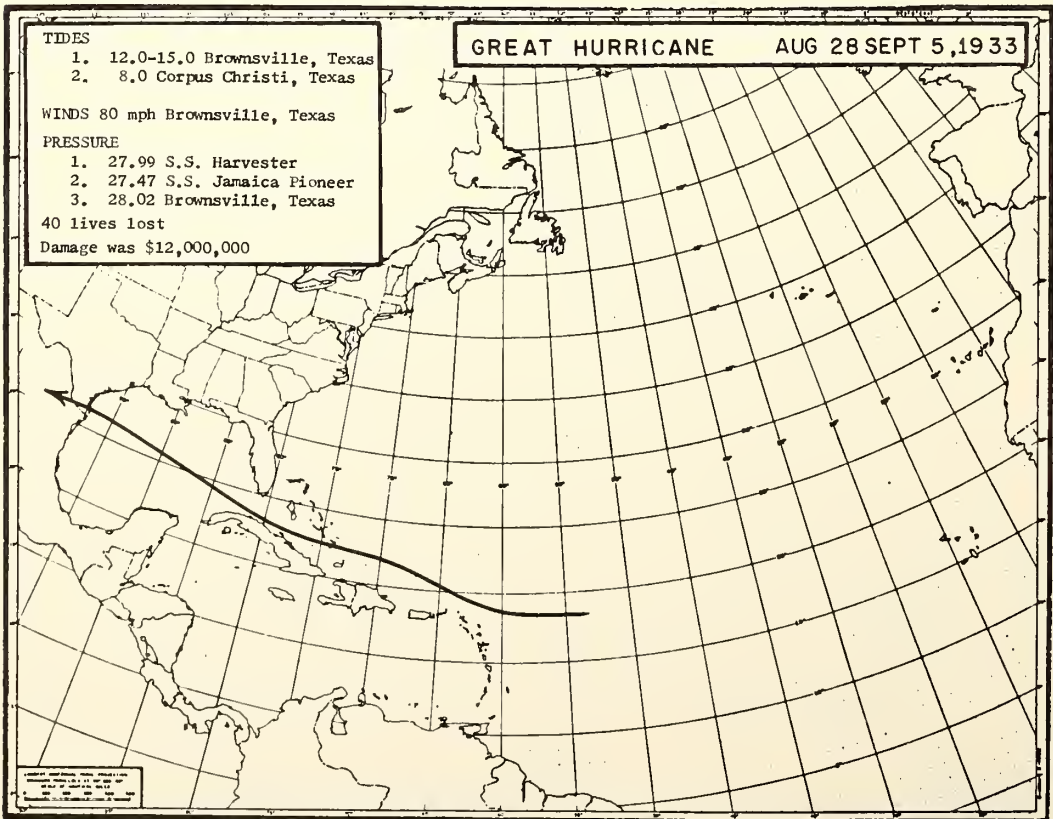 TIDES
1. 12.0-15.0 Brownsville, Texas
2. 8.0 Corpus Christi, Texas
WINDS 80 mph Brownsville, Texas
PRESSURE
1. 27.99 S.S. Harvester
2. 27.47 S.S. Jamaica Pioneer
3. 28.02 Brownsville, Texas
40 lives lost
Damage was $12,000,000
GREAT HURRICANE AUG 28 SEPT 5,1933